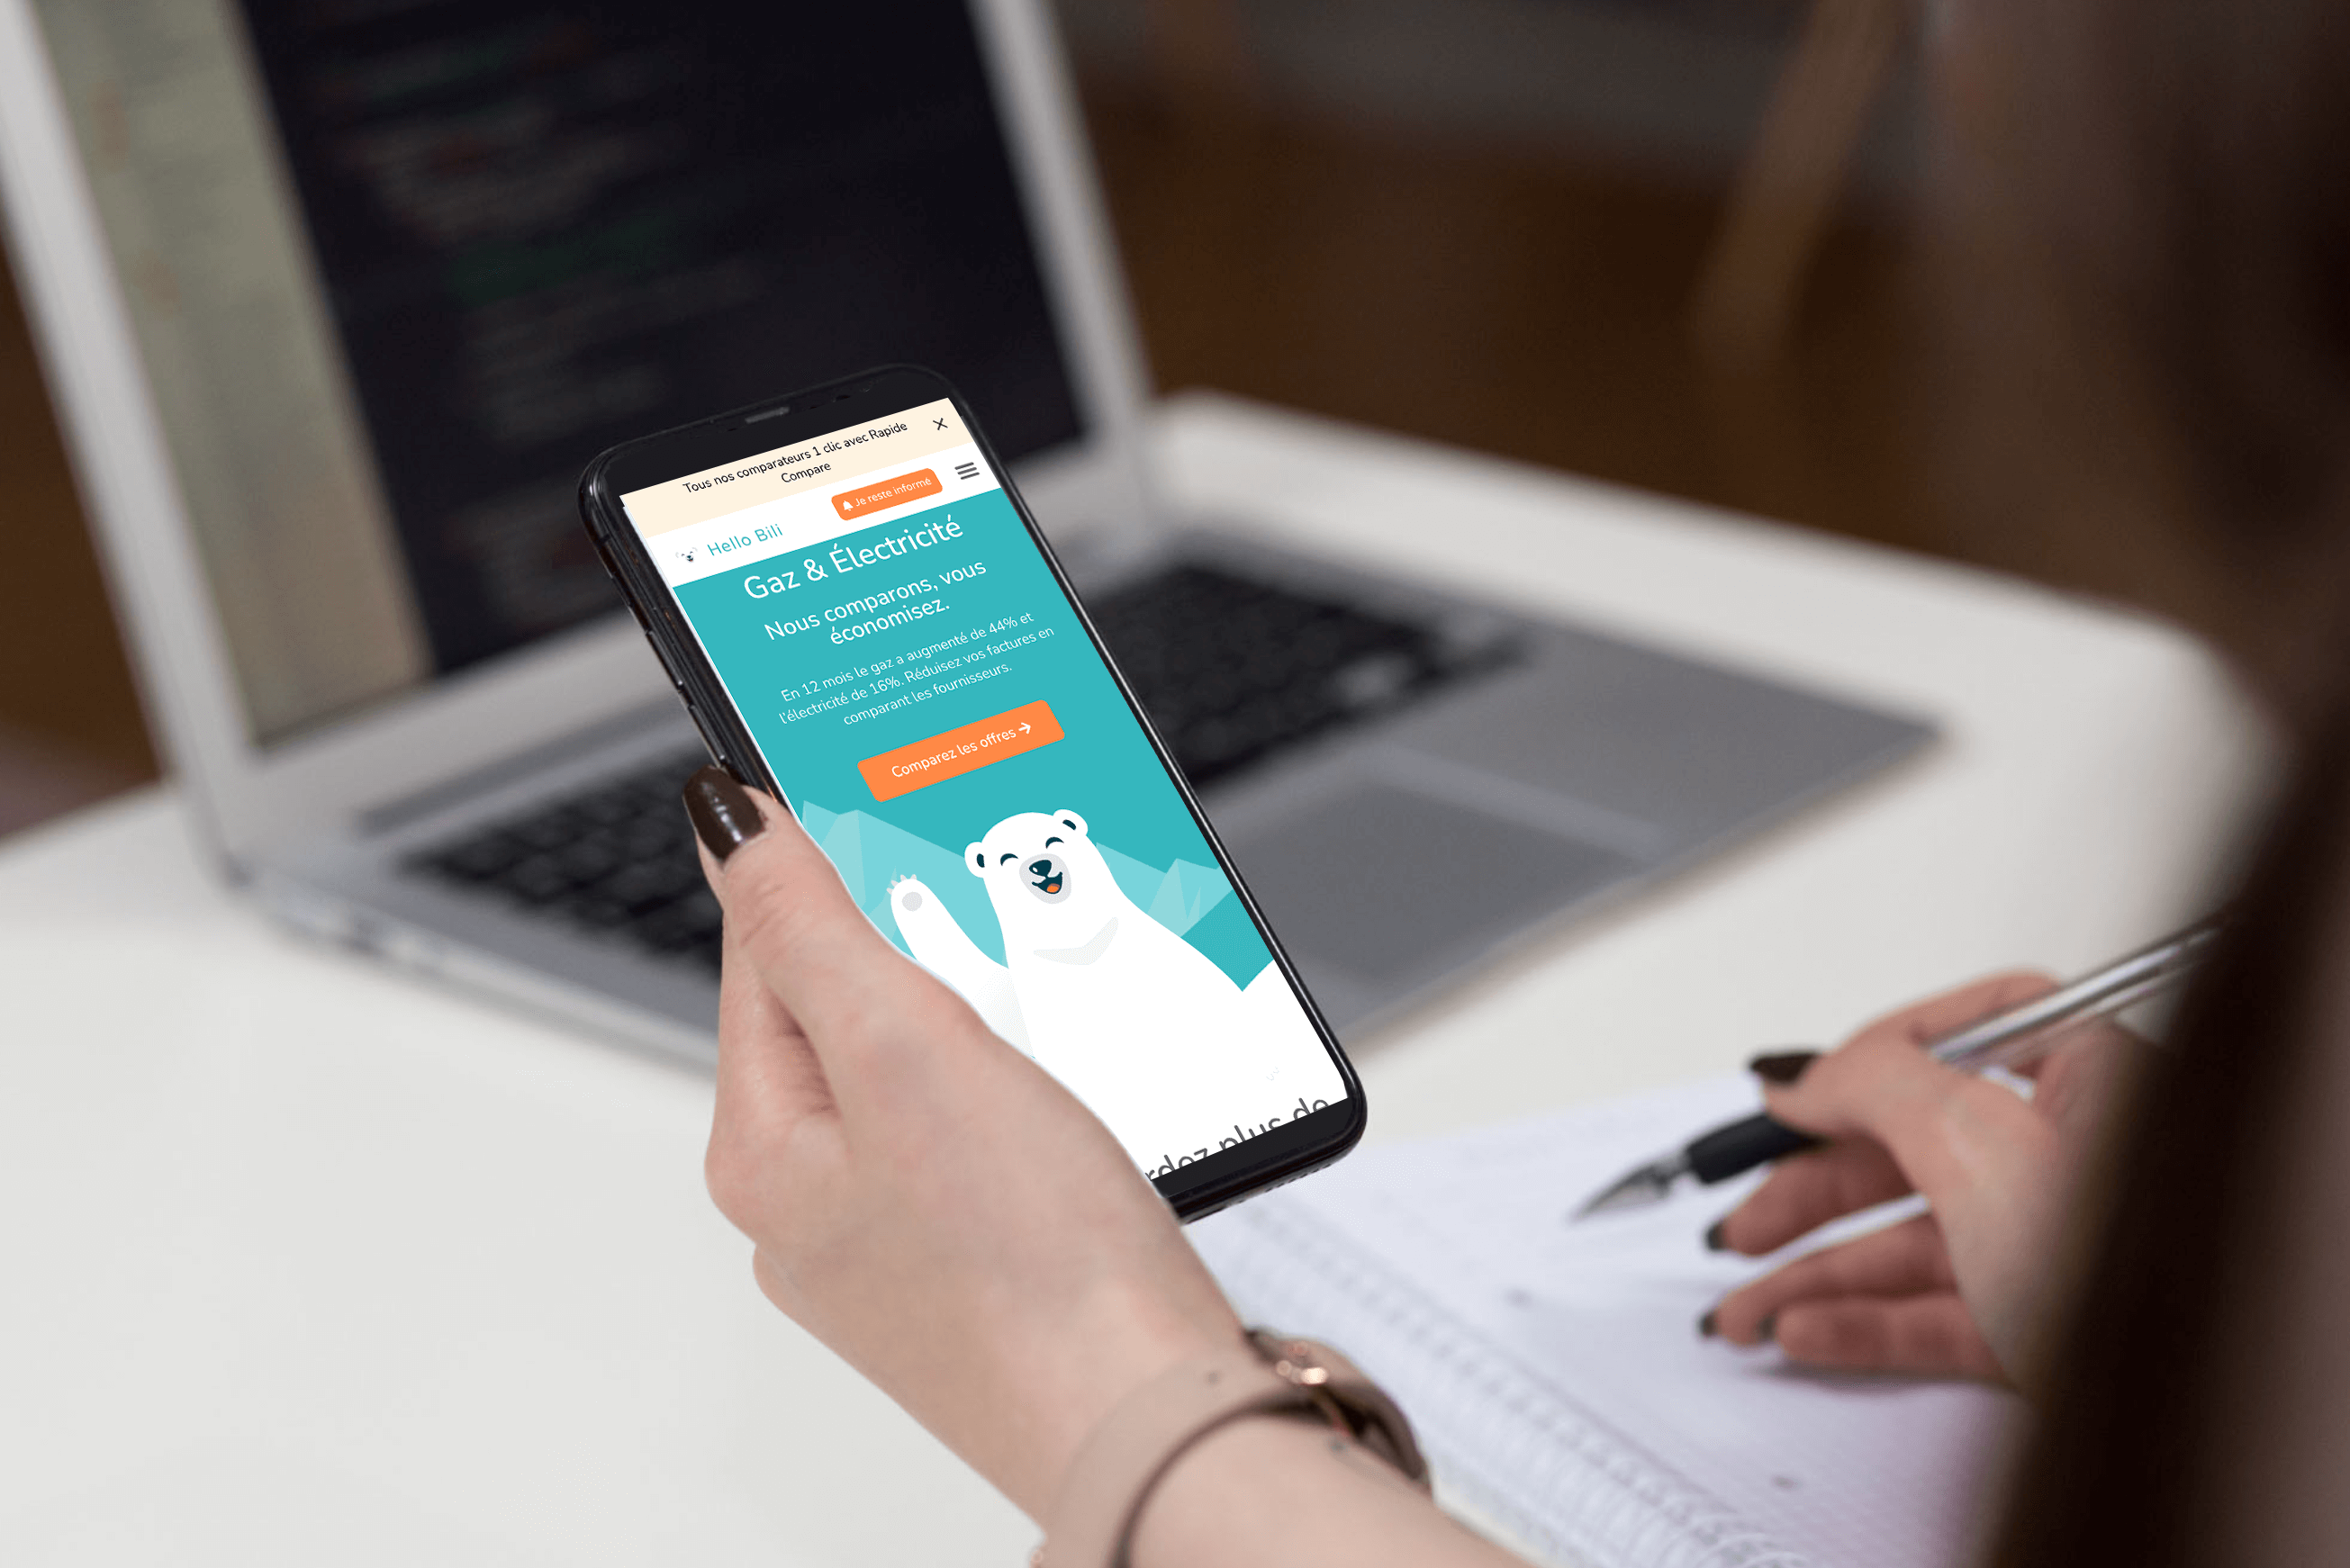 Tous nos comparateurs 1 clic avec Rapide
Compare
Hello Bili
Je reste informé
Gaz & Électricité
Nous comparons, vous
économisez.
En 12 mois le gaz a augmenté de 44% et
l'électricité de 16%. Réduisez vos factures en
comparant les fournisseurs.
Comparez les offres
plus de